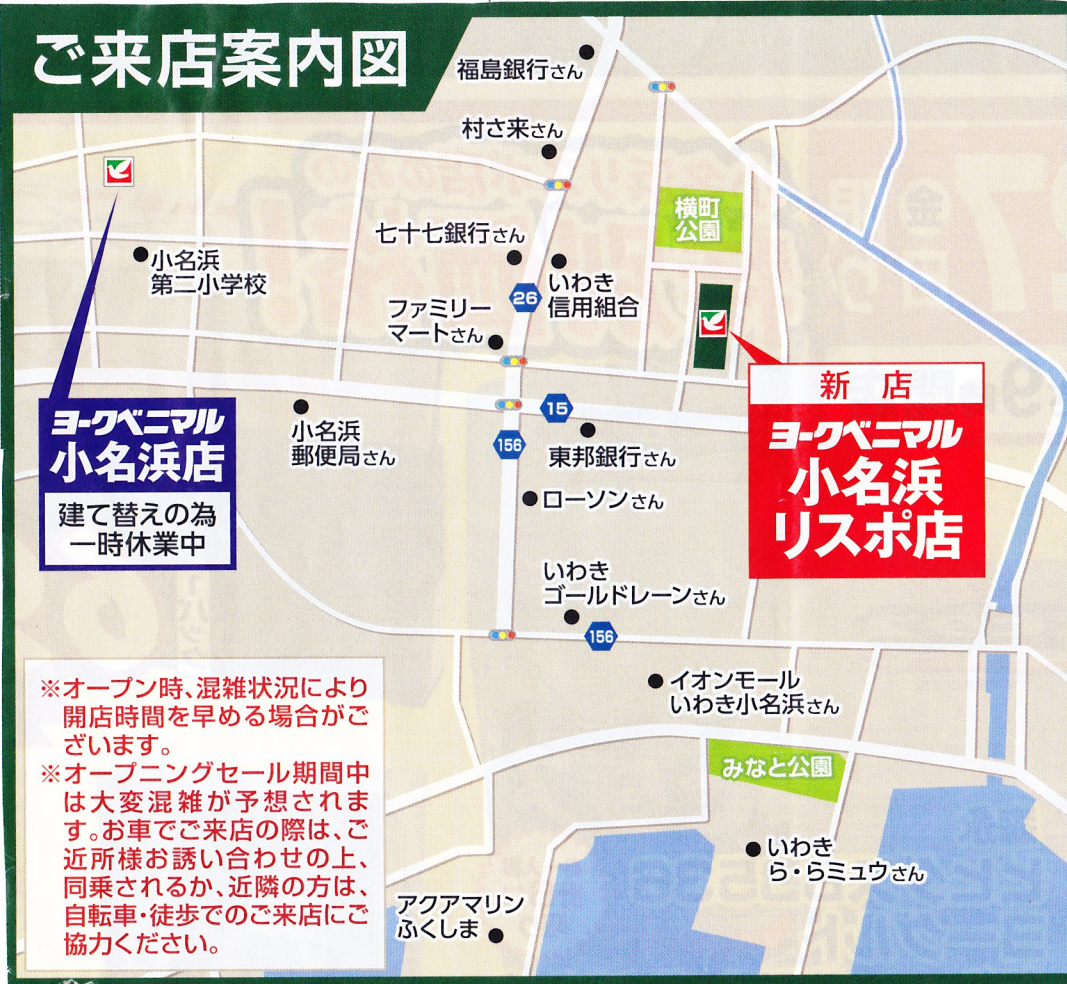 ご来店案内図
福島銀行さん
村さ来さん
横町
公園
七十七銀行さん
小名浜
第二小学校
いわき
信用組合
26
ファミリー
マートさん
新店
ヨークベニマル
小名浜
リスポ店
ヨークベニマル
小名浜店
建て替えの為
一時休業中
小名浜
郵便局さん
15
156
東邦銀行さん
ローソンさん
いわき
ゴールドレーンさん
156
イオンモール
いわき小名浜さん
みなと公園
いわき
ら・らミュウさん
アクアマリン
ふくしま
※オープン時、混雑状況により
開店時間を早める場合がご
ざいます。
※オープニングセール期間中
は大変混雑が予想されま
す。お車でご来店の際は、ご
近所様お誘い合わせの上、
同乗されるか、近隣の方は、
自転車・徒歩でのご来店にご
協力ください。